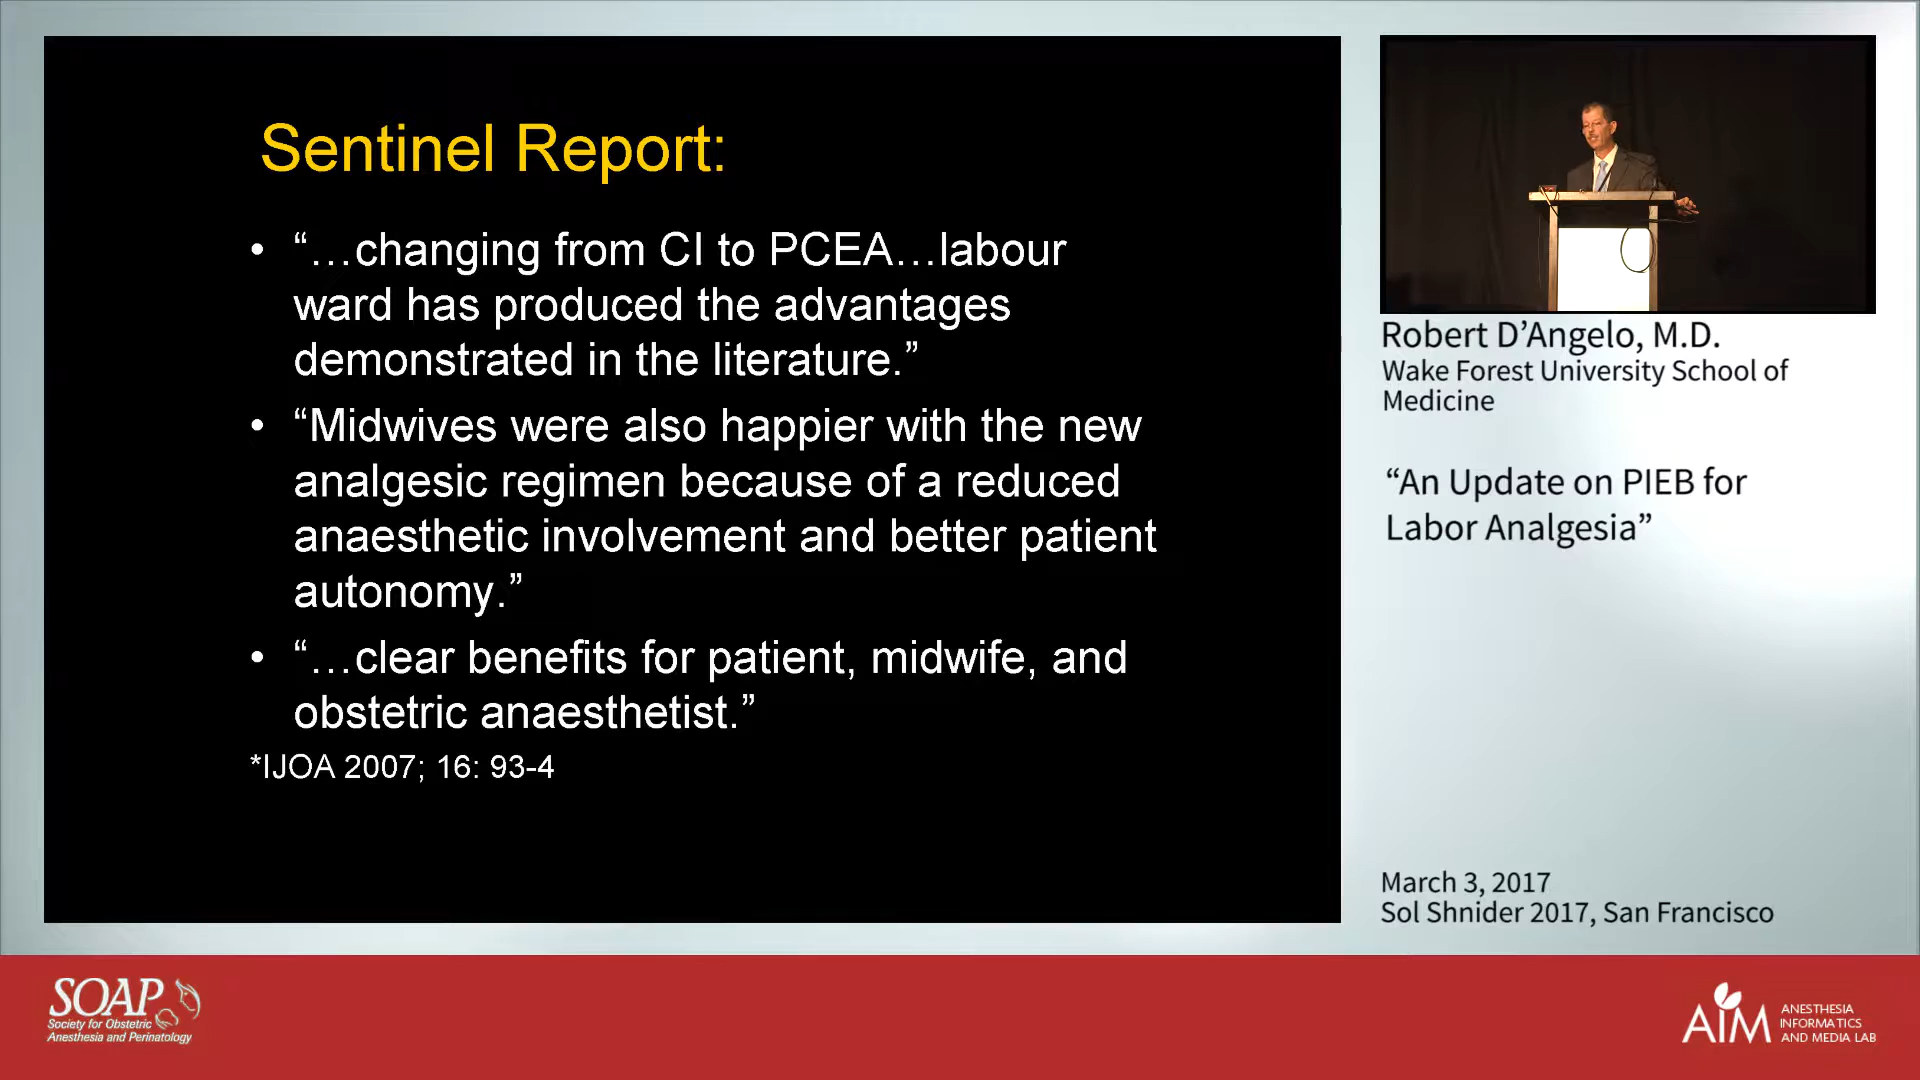 Sentinel Report:
• “…changing from CI to PCEA…labour
ward has produced the advantages
demonstrated in the literature.”
• “Midwives were also happier with the new
analgesic regimen because of a reduced
anaesthetic involvement and better patient
autonomy.”
• “…clear benefits for patient, midwife, and
obstetric anaesthetist.”
*IJOA 2007; 16: 93-4
Robert D’Angelo, M.D.
Wake Forest University School of
Medicine
“An Update on PIEB for
Labor Analgesia”
March 3, 2017
Sol Shnider 2017, San Francisco
SOAP
Society for Obstetric
Anesthesia and Perinatology
AIM
ANESTHESIA
INFORMATICS
AND MEDIA LAB